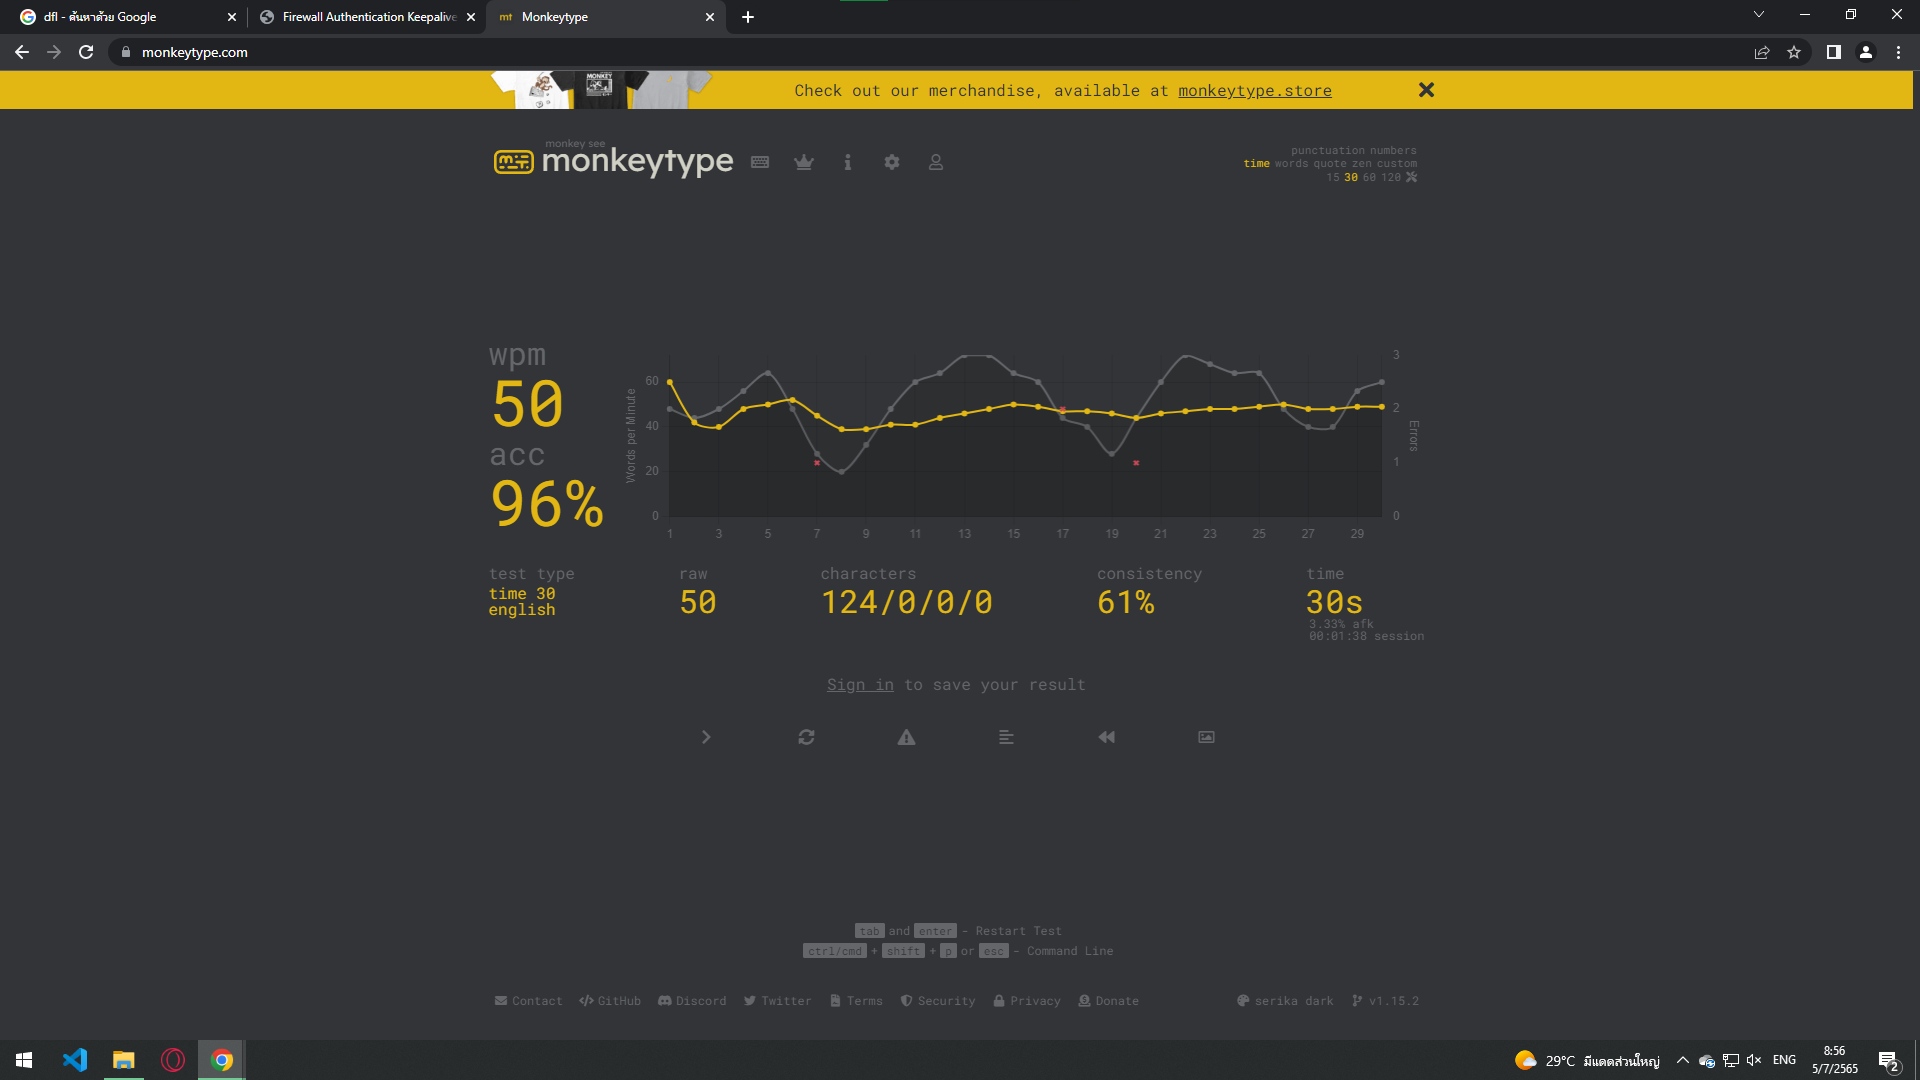 dfl - ค้นหาด้วย Google
Firewall Authentication Keepalive
mt Monkeytype
monkeytype.com
MONKEY
Check out our merchandise, available at monkeytype.store
monkey see
monkeytype
punctuation numbers
time words quote zen custom
15 30 60 120
wpm
50
acc
96%
Words per Minute
60
40
20
0
3
2
1
0
Errors
1 3 5 7 9 11 13 15 17 19 21 23 25 27 29
test type
time 30
english
raw
50
characters
124/0/0/0
consistency
61%
time
30s
3.33% afk
00:01:38 session
Sign in to save your result
tab and enter - Restart Test
ctrl/cmd + shift + p or esc - Command Line
Contact GitHub Discord Twitter Terms Security Privacy Donate serika dark v1.15.2
29°C มีแดดส่วนใหญ่ ENG
8:56
5/7/2565
2